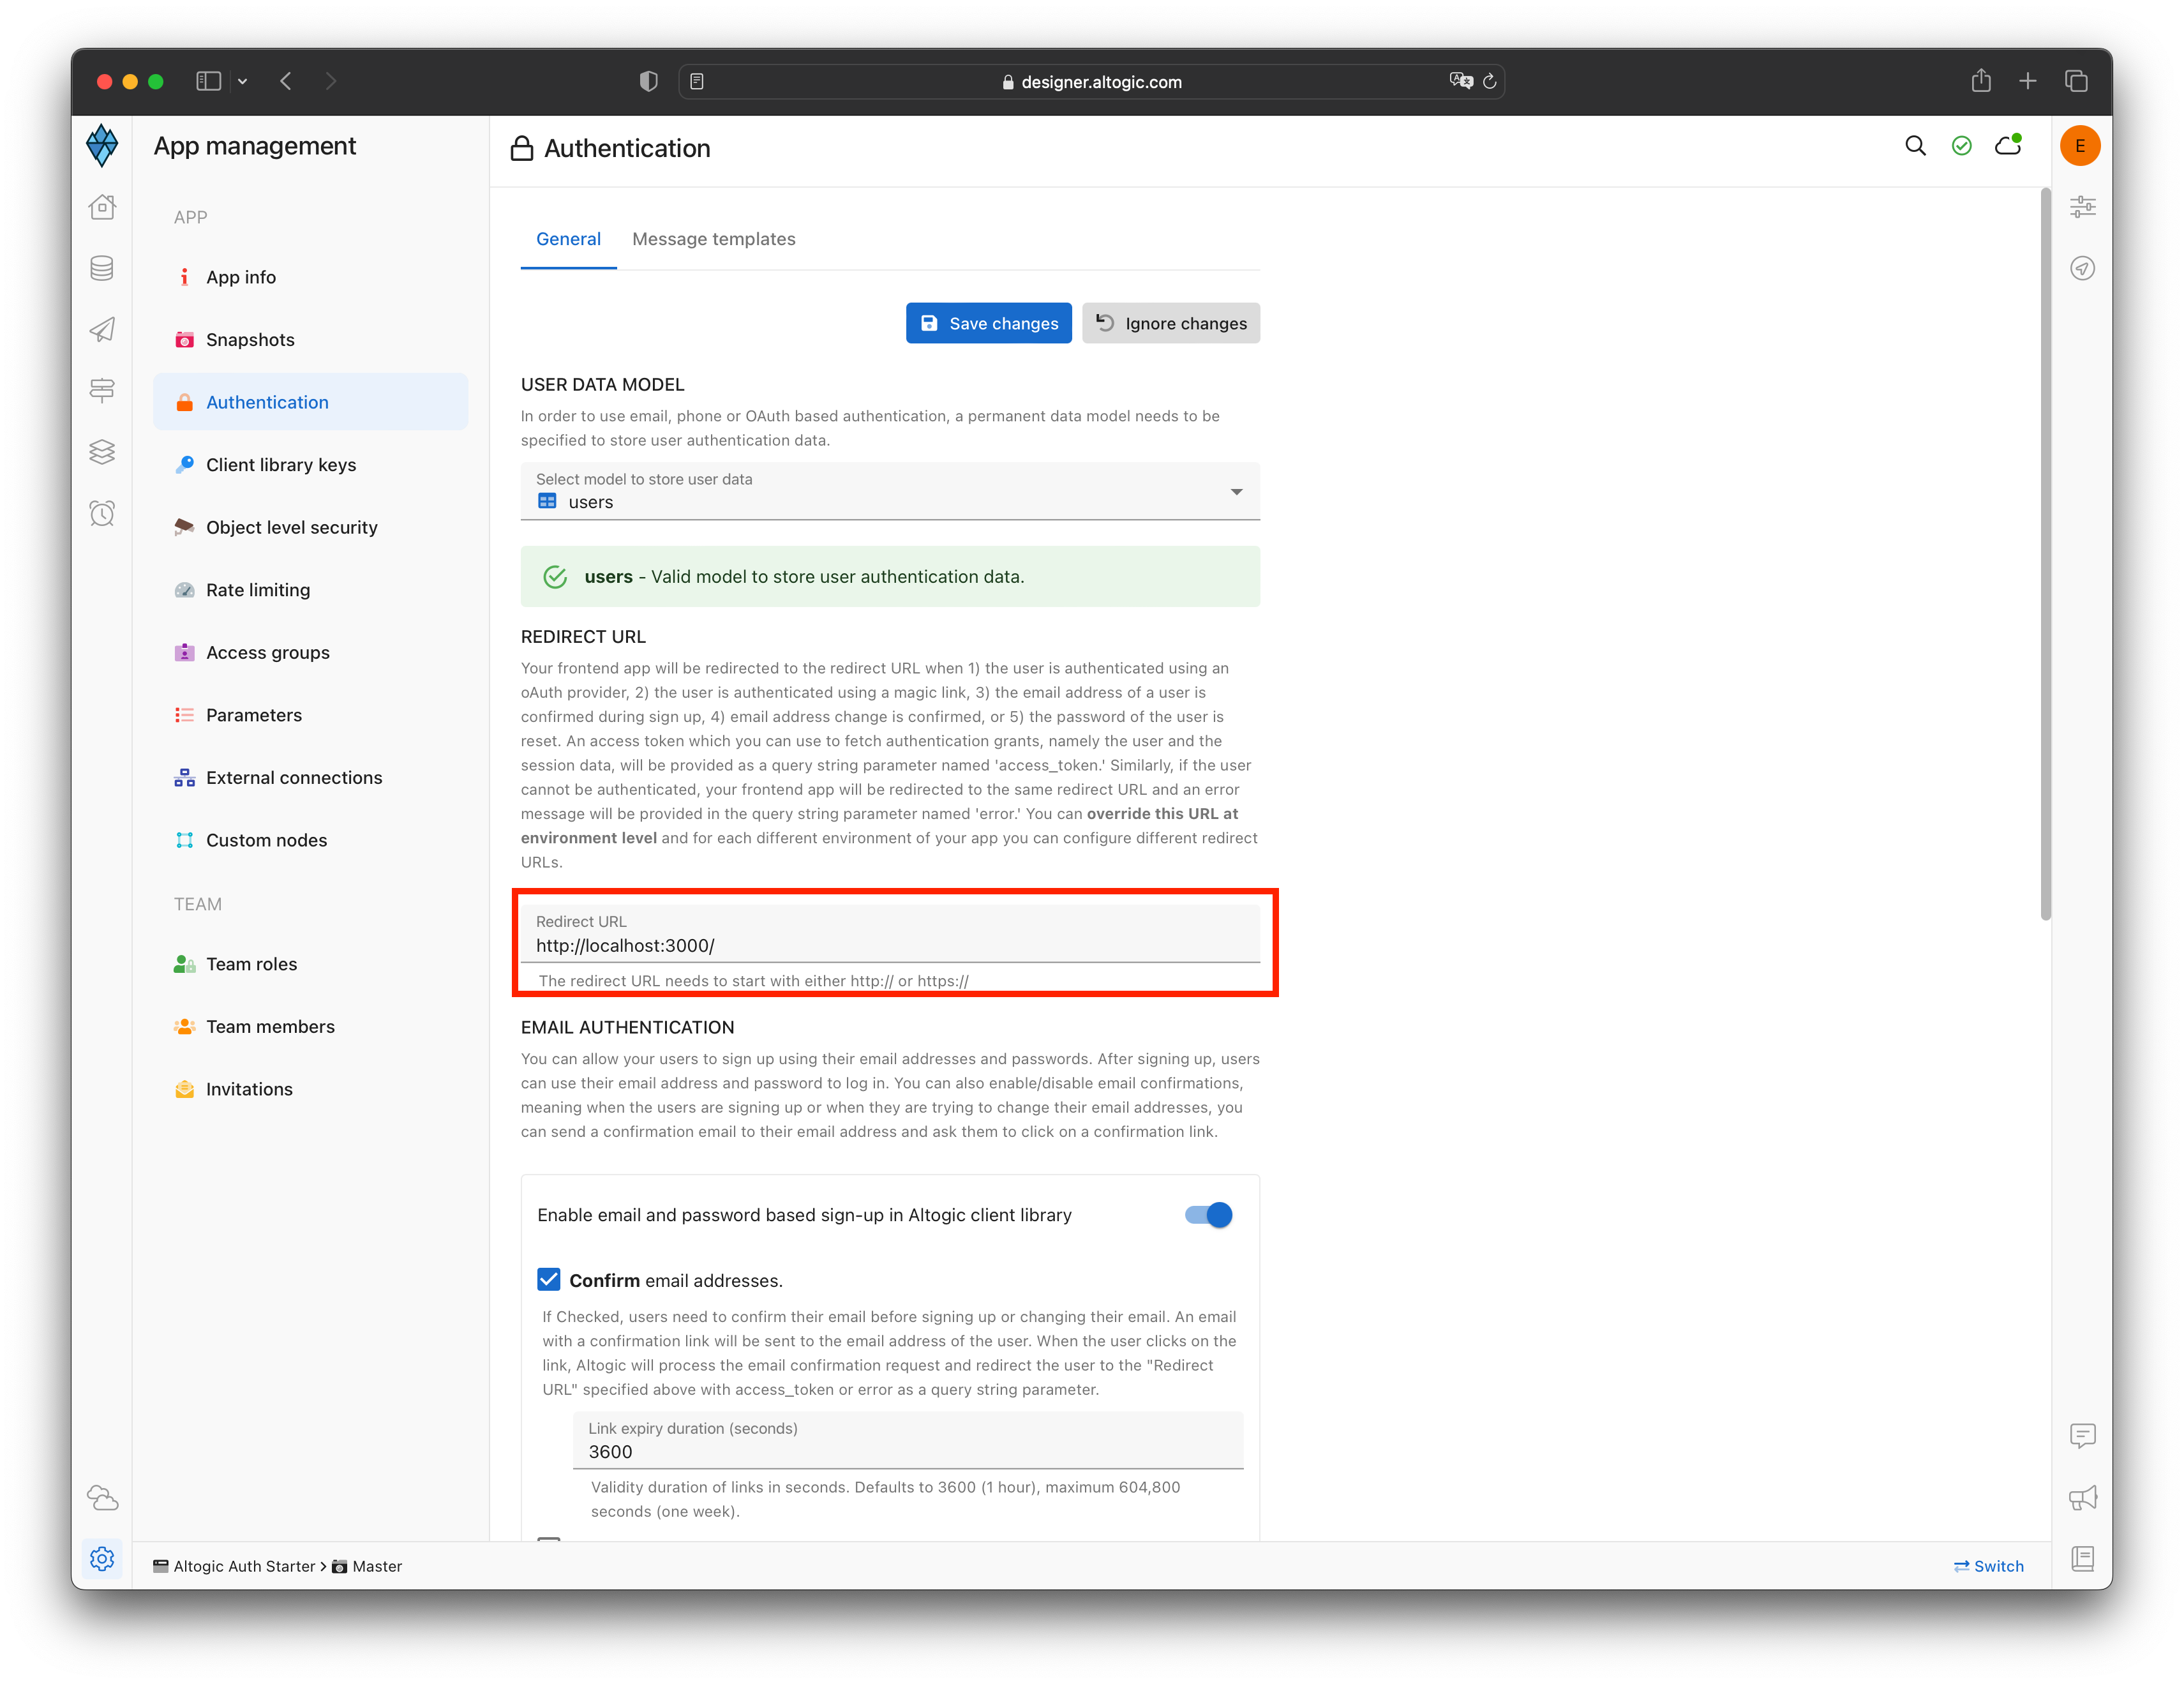 designer.altogic.com
App management
Authentication
E
APP
App info
Snapshots
Authentication
Client library keys
Object level security
Rate limiting
Access groups
Parameters
External connections
Custom nodes
TEAM
Team roles
Team members
Invitations
General
Message templates
Save changes
Ignore changes
USER DATA MODEL
In order to use email, phone or OAuth based authentication, a permanent data model needs to be
specified to store user authentication data.
Select model to store user data
users
users - Valid model to store user authentication data.
REDIRECT URL
Your frontend app will be redirected to the redirect URL when 1) the user is authenticated using an
oAuth provider, 2) the user is authenticated using a magic link, 3) the email address of a user is
confirmed during sign up, 4) email address change is confirmed, or 5) the password of the user is
reset. An access token which you can use to fetch authentication grants, namely the user and the
session data, will be provided as a query string parameter named 'access_token.' Similarly, if the user
cannot be authenticated, your frontend app will be redirected to the same redirect URL and an error
message will be provided in the query string parameter named 'error.' You can override this URL at
environment level and for each different environment of your app you can configure different redirect
URLs.
Redirect URL
http://localhost:3000/
The redirect URL needs to start with either http:// or https://
EMAIL AUTHENTICATION
You can allow your users to sign up using their email addresses and passwords. After signing up, users
can use their email address and password to log in. You can also enable/disable email confirmations,
meaning when the users are signing up or when they are trying to change their email addresses, you
can send a confirmation email to their email address and ask them to click on a confirmation link.
Enable email and password based sign-up in Altogic client library
Confirm email addresses.
If Checked, users need to confirm their email before signing up or changing their email. An email
with a confirmation link will be sent to the email address of the user. When the user clicks on the
link, Altogic will process the email confirmation request and redirect the user to the "Redirect
URL" specified above with access_token or error as a query string parameter.
Link expiry duration (seconds)
3600
Validity duration of links in seconds. Defaults to 3600 (1 hour), maximum 604,800
seconds (one week).
Altogic Auth Starter > Master
Switch